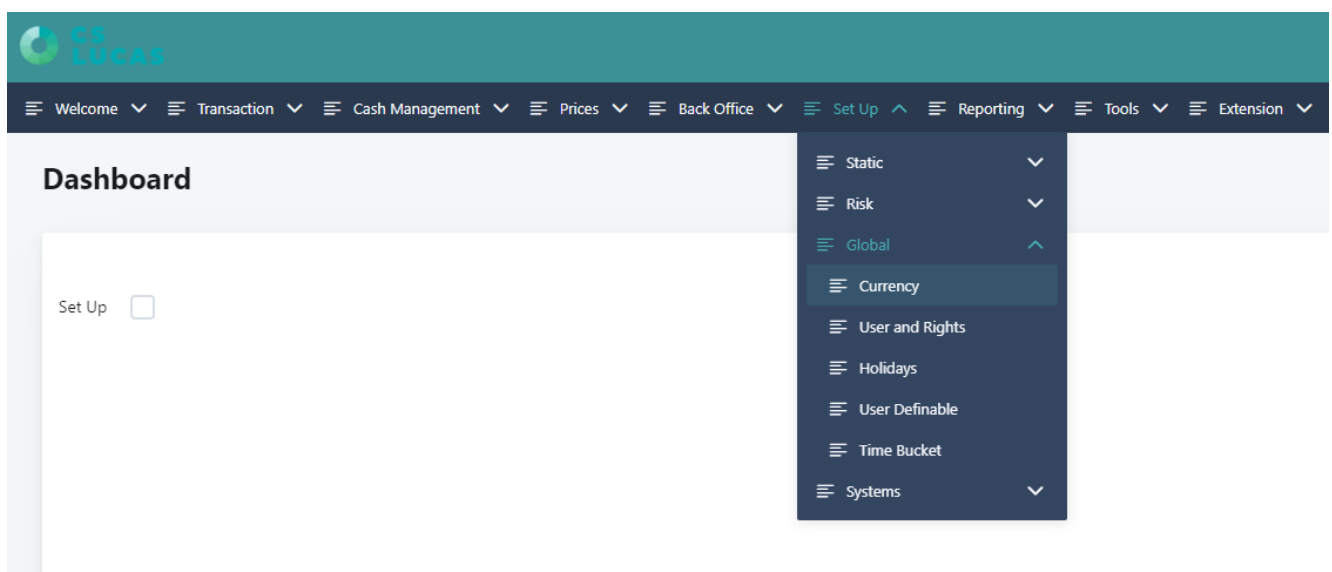 CS
LUCAS
Welcome Transaction Cash Management Prices Back Office Set Up Reporting Tools Extension
Dashboard
Set Up
Static
Risk
Global
Currency
User and Rights
Holidays
User Definable
Time Bucket
Systems